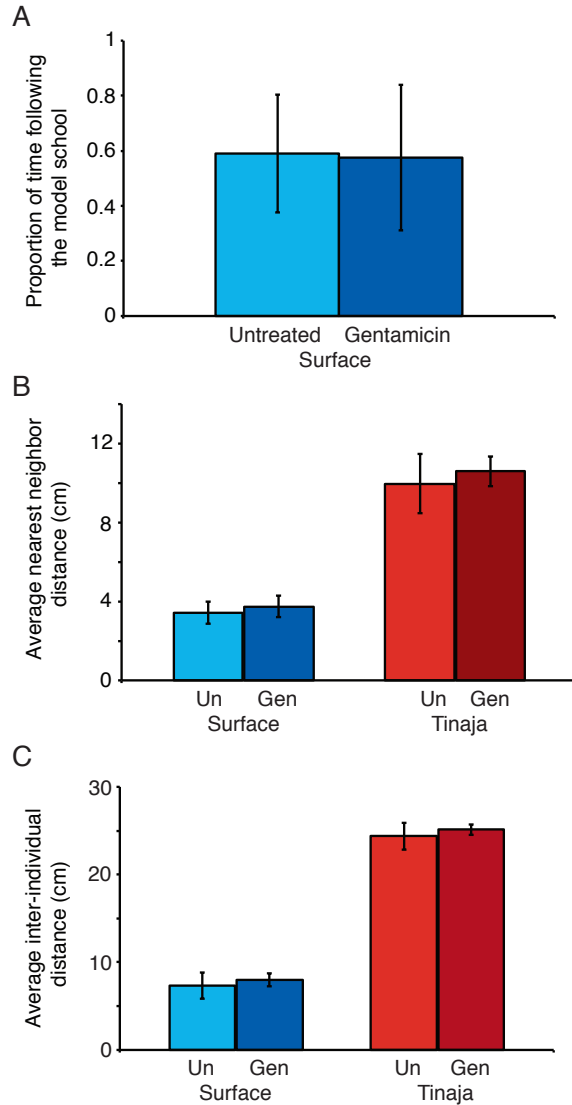 A
Proportion of time following
the model school
1
0.8
0.6
0.4
0.2
0
Untreated Gentamicin
Surface
B
Average nearest neighbor
distance (cm)
12
8
4
0
Un Gen Un Gen
Surface Tinaja
C
Average inter-individual
distance (cm)
30
20
10
0
Un Gen Un Gen
Surface Tinaja